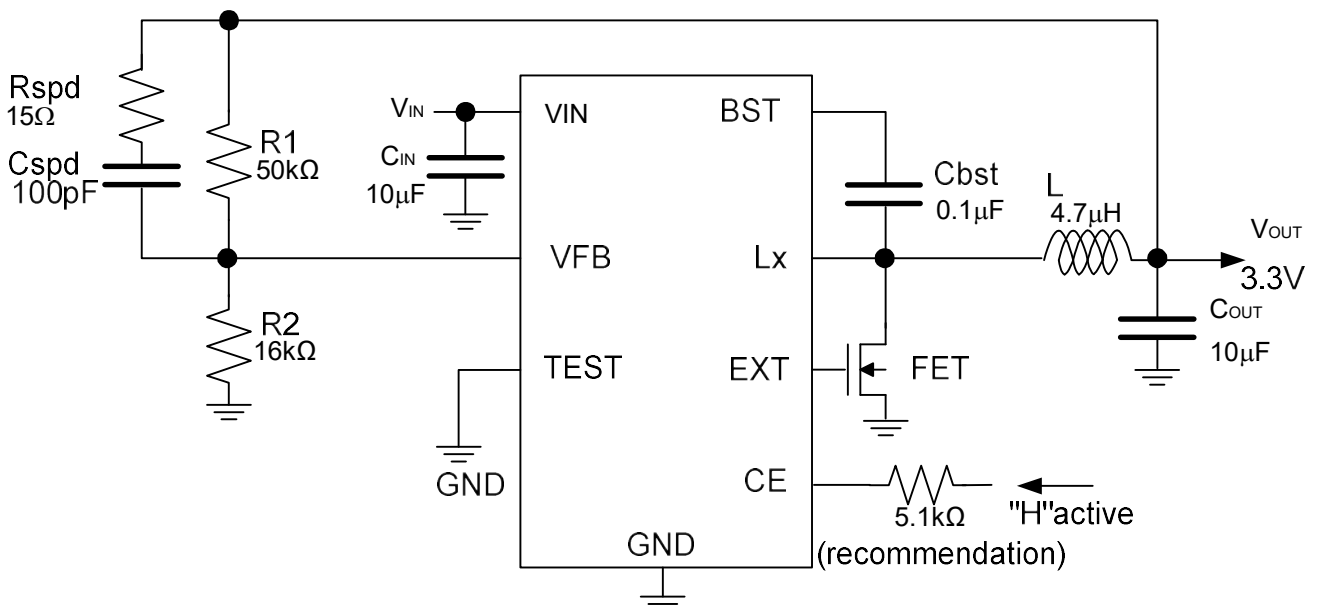 Rspd
15Ω
Cspd
100pF
R1
50kΩ
R2
16kΩ
VIN
CIN
10μF
VIN
VFB
TEST
GND
BST
Lx
EXT
CE
GND
Cbst
0.1μF
L
4.7μH
VOUT
3.3V
COUT
10μF
FET
5.1kΩ
"H"active
(recommendation)